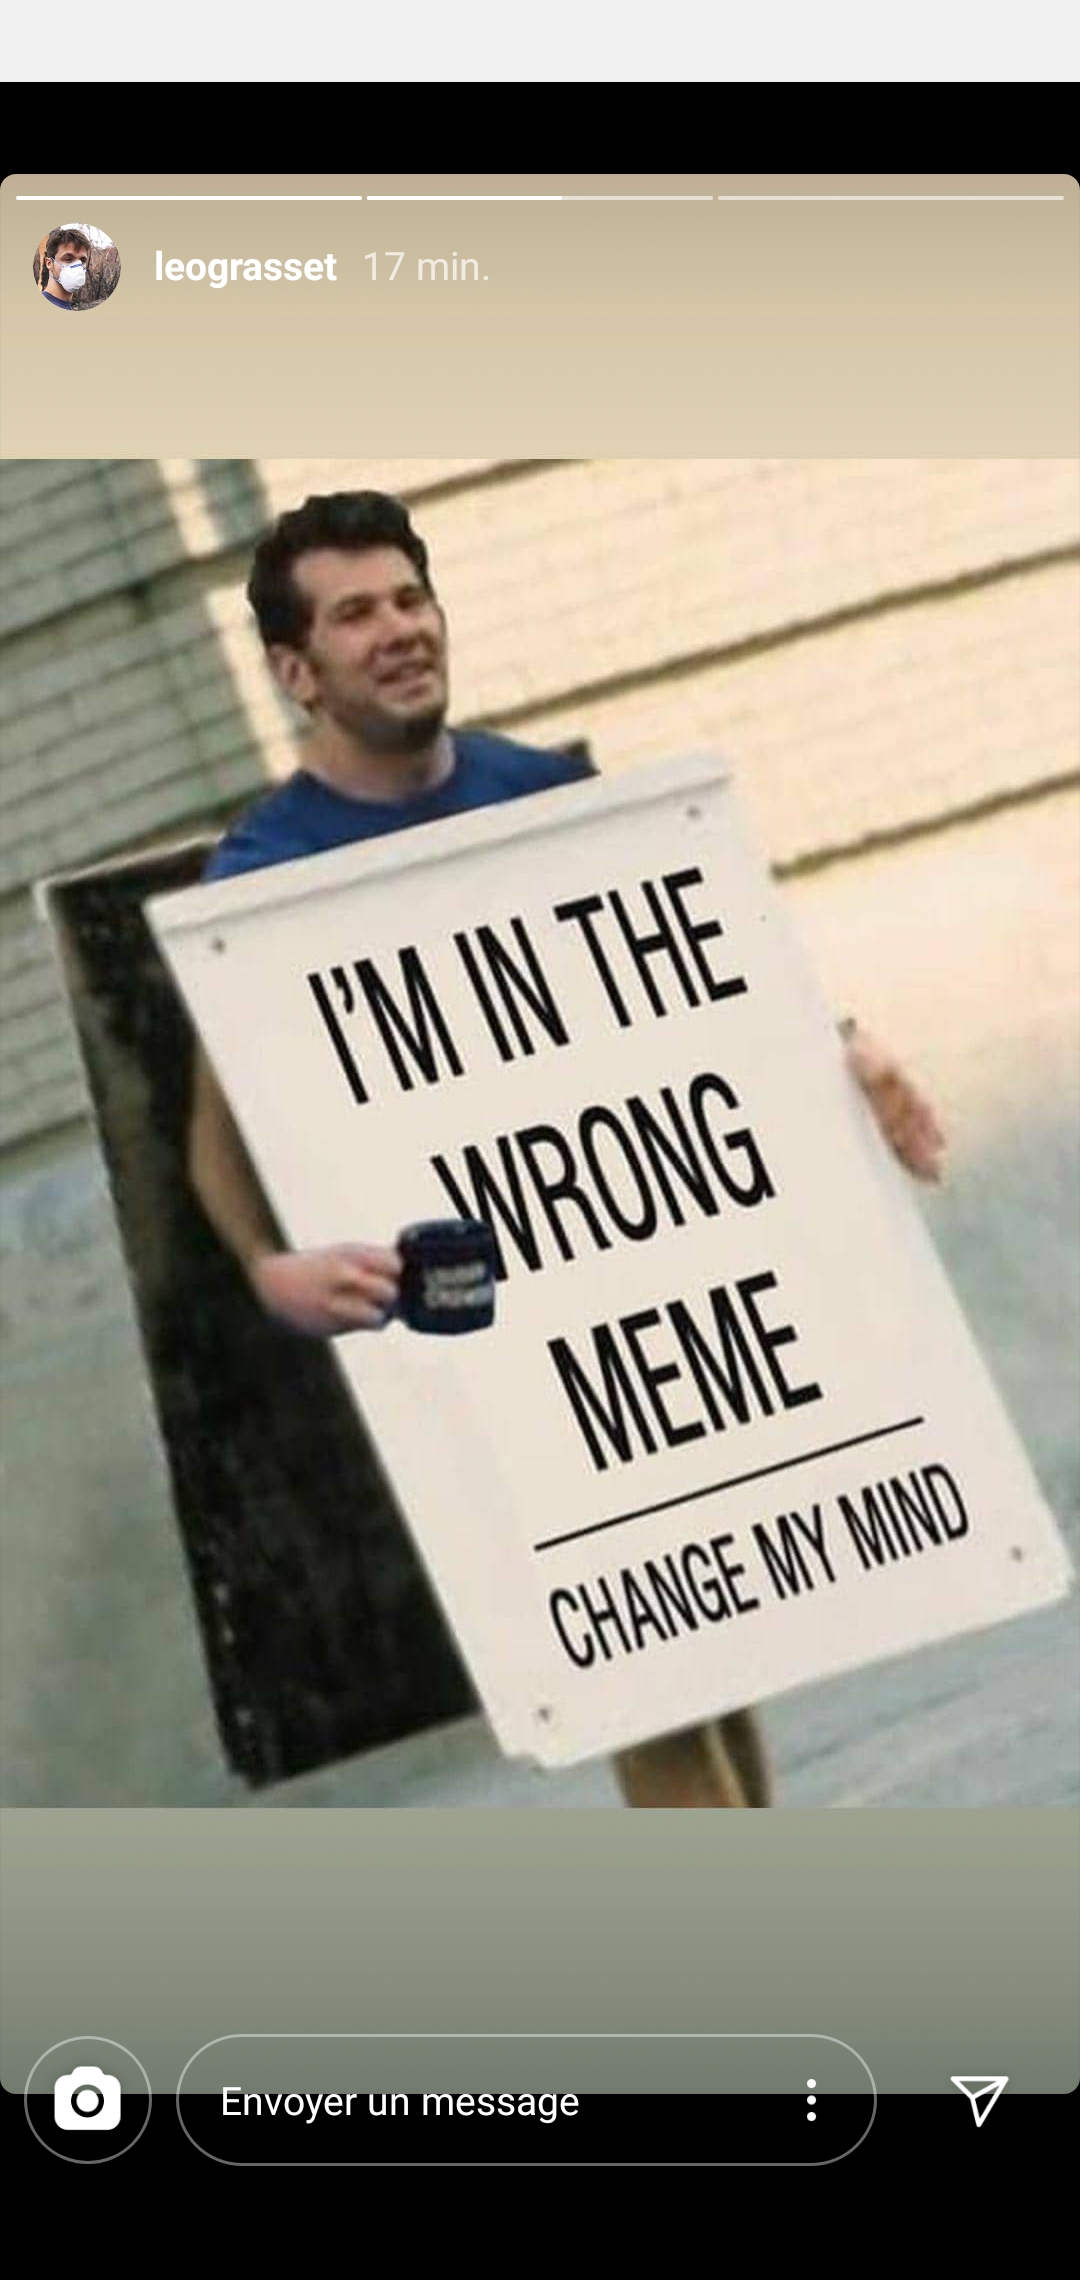 leograsset 17 min.
I'M IN THE
WRONG
MEME
CHANGE MY MIND
Envoyer un message